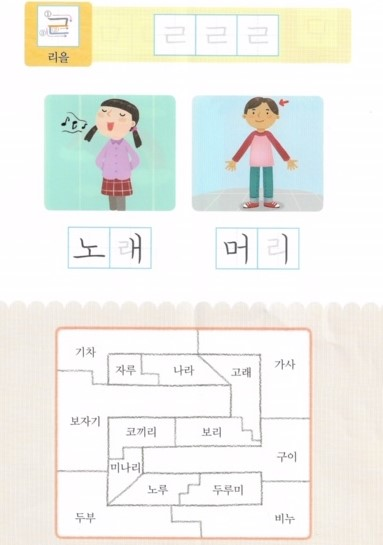 ㄹ ㄹ ㄹ ㄹ
리을
노래 머리
기차
자루 나라 고래 가사
보자기 코끼리 보리
미나리 구이
노루 두루미
두부 비누